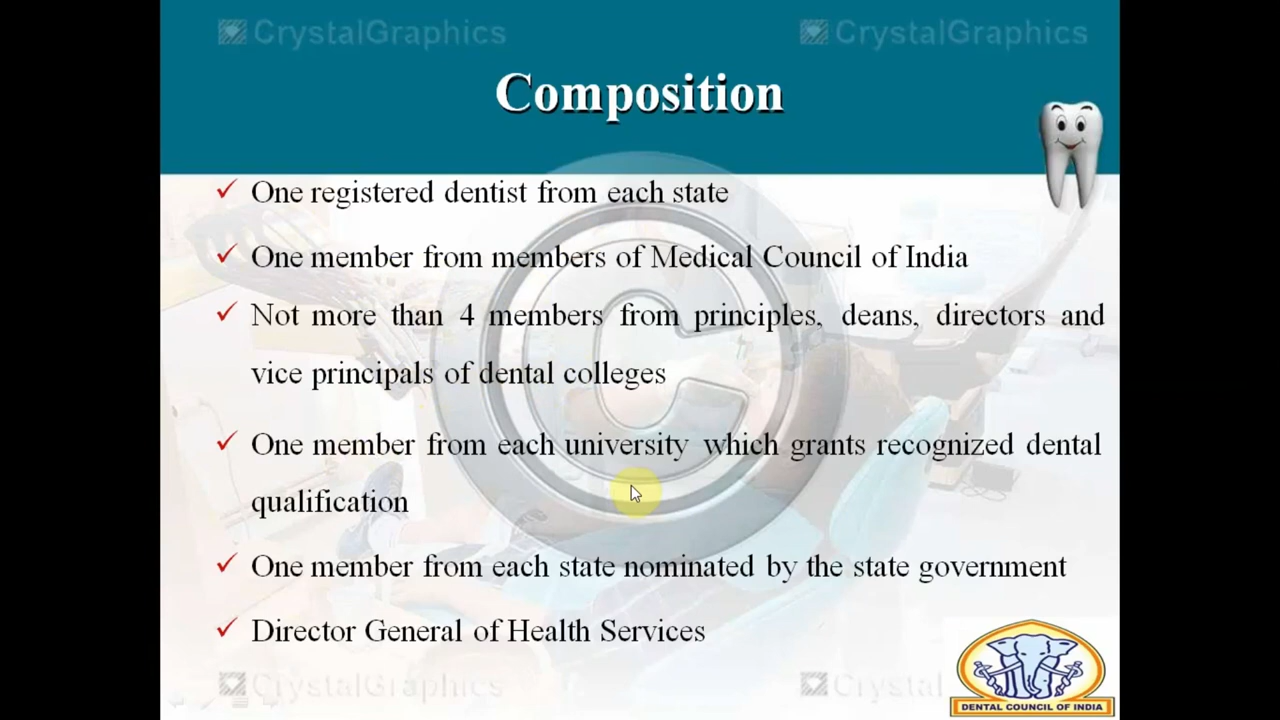 CrystalGraphics CrystalGraphics
Composition
One registered dentist from each state
One member from members of Medical Council of India
Not more than 4 members from principles, deans, directors and
vice principals of dental colleges
One member from each university which grants recognized dental
qualification
One member from each state nominated by the state government
Director General of Health Services
CrystalGraphics Crystal
DENTAL COUNCIL OF INDIA